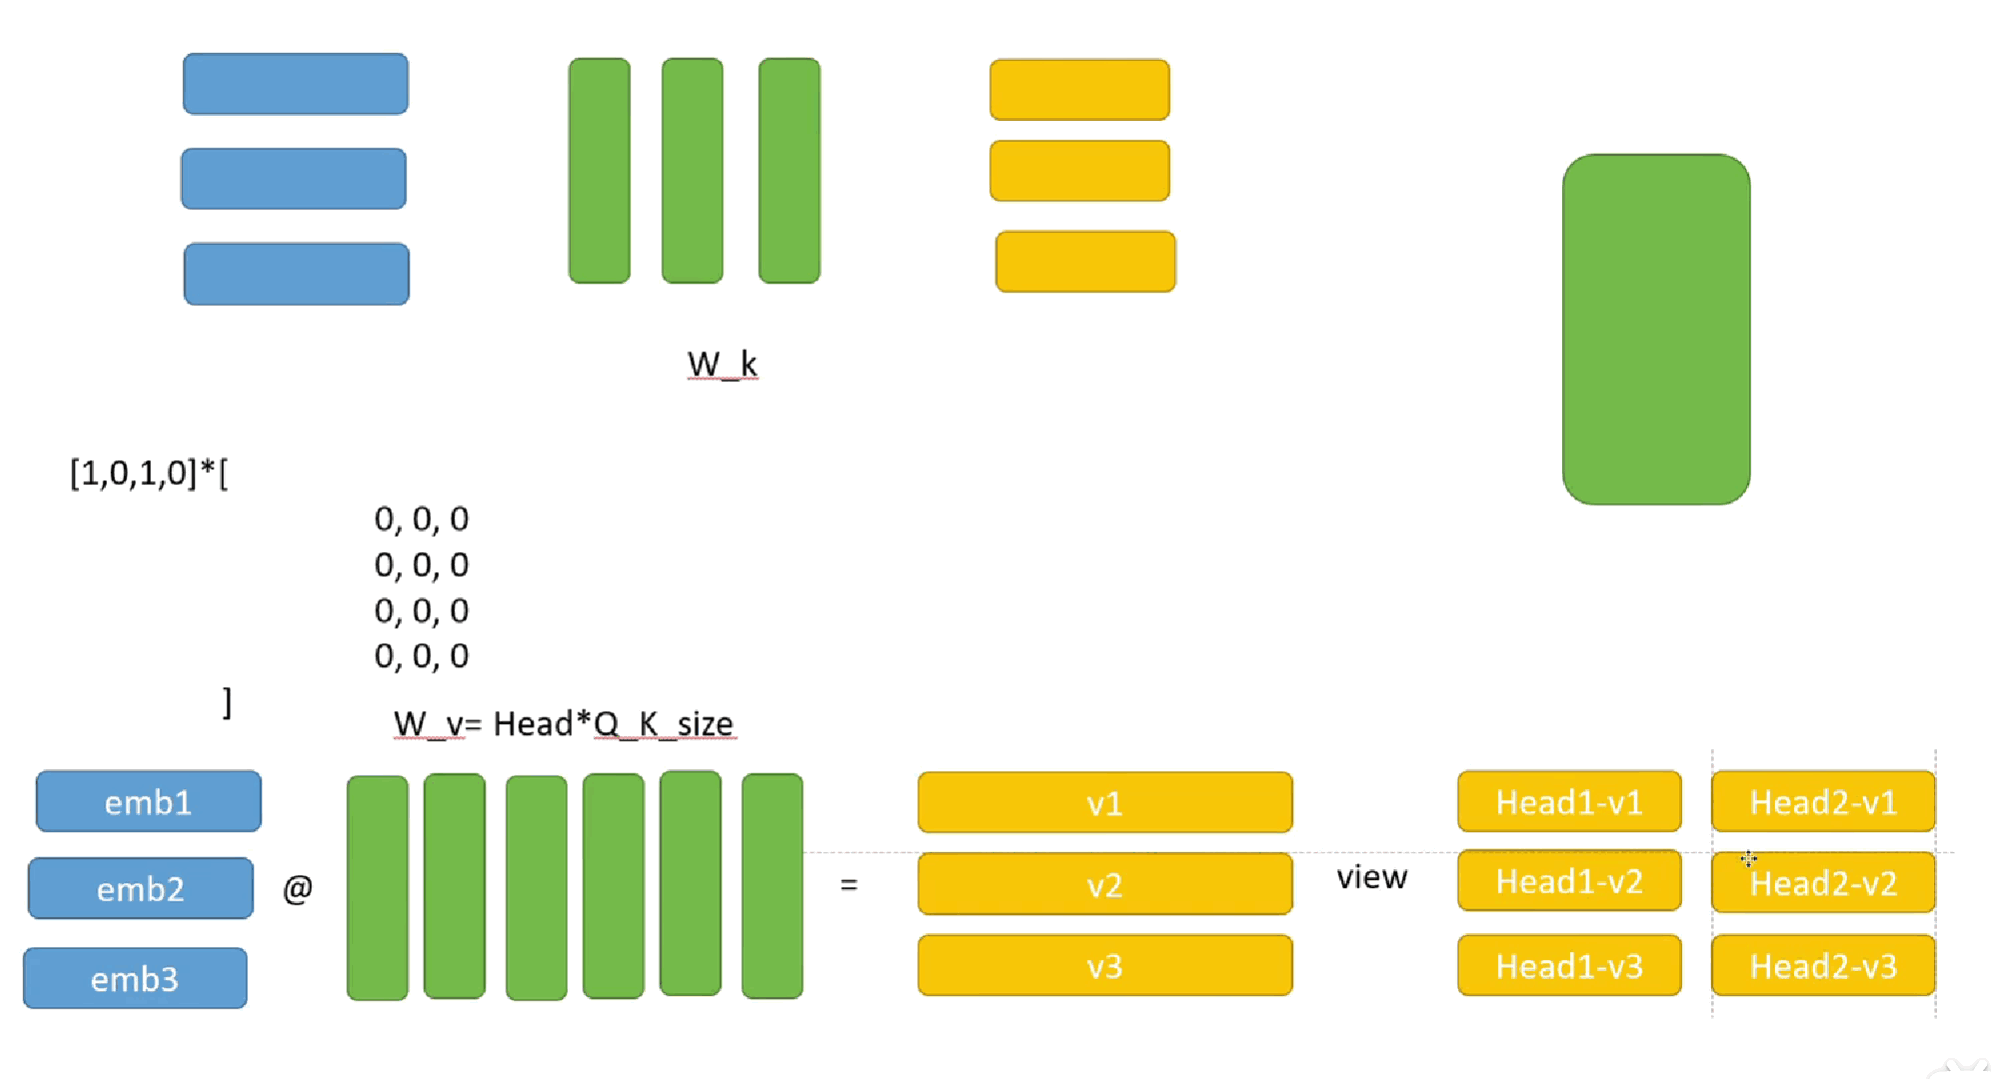 W_k
[1,0,1,0]*[
0, 0, 0
0, 0, 0
0, 0, 0
0, 0, 0
]
W_v= Head*Q_K_size
emb1
emb2
emb3
@
=
v1
v2
v3
view
Head1-v1
Head2-v1
Head1-v2
Head2-v2
Head1-v3
Head2-v3